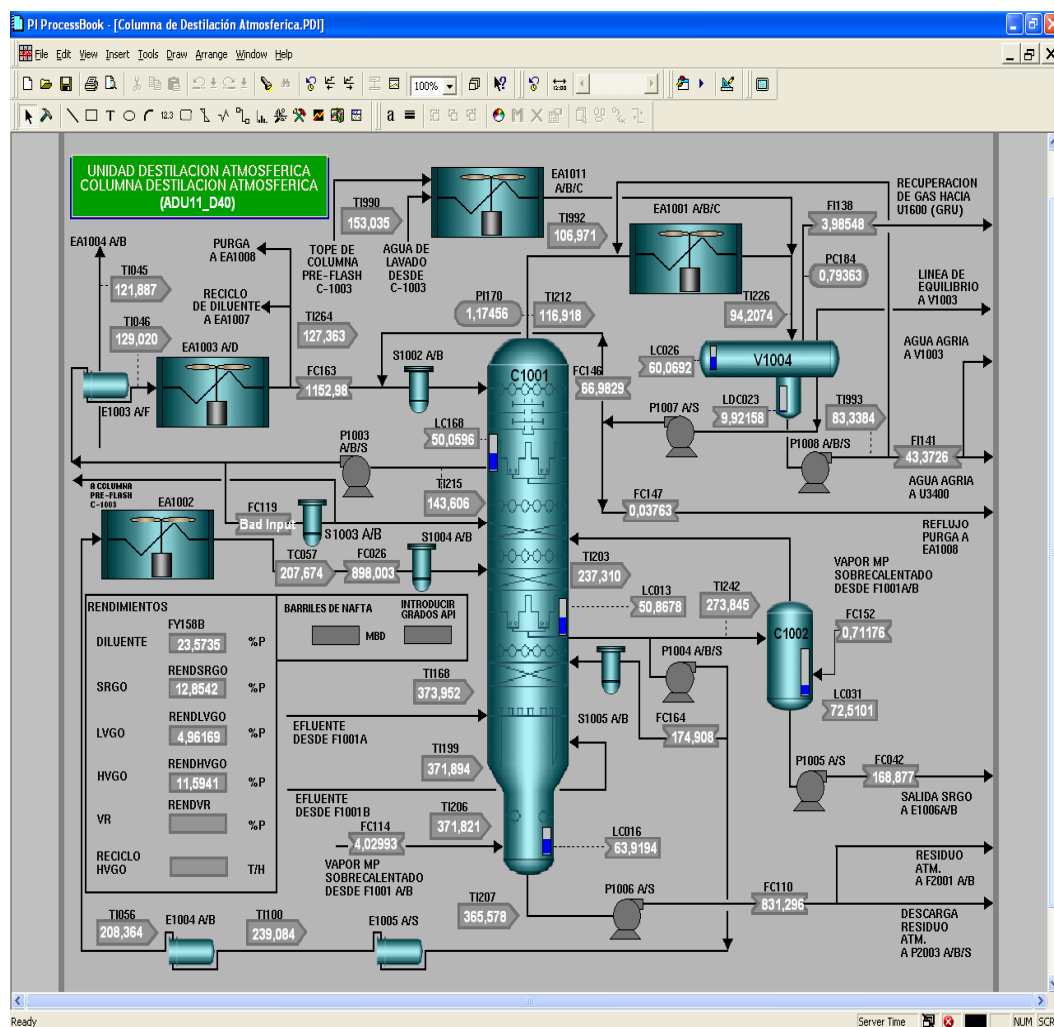 PI ProcessBook - [Columna de Destilación Atmosferica.PDI]
File Edit View Insert Tools Draw Arrange Window Help
100%
UNIDAD DESTILACION ATMOSFERICA
COLUMNA DESTILACION ATMOSFERICA
(ADU11_D40)
TI990
153,035
EA1011
A/B/C
TI992
106,971
EA1001 A/B/C
RECUPERACION
DE GAS HACIA
U1600 (GRU)
FI138
3,98548
PC184
0,79363
EA1004 A/B
TI045
121,887
PURGA
A EA1008
TOPE DE
COLUMNA
PRE-FLASH
C-1003
AGUA DE
LAVADO
DESDE
C-1003
LINEA DE
EQUILIBRIO
A V1003
RECICLO
DE DILUENTE
A EA1007
TI046
129,020
TI264
127,363
PI170
1,17456
TI212
116,918
TI226
94,2074
AGUA AGRIA
A V1003
EA1003 A/D
FC163
1152,98
S1002 A/B
C1001
FC146
66,9829
LC026
60,0692
V1004
E1003 A/F
LDC023
9,92158
TI993
83,3384
P1007 A/S
P1008 A/B/S
FI141
43,3726
LC168
50,0596
P1003
A/B/S
TI215
143,606
AGUA AGRIA
A U3400
A COLUMNA
PRE-FLASH
C-1003
EA1002
FC119
Bad Input
S1003 A/B
S1004 A/B
FC147
0,03763
REFLUJO
PURGA A
EA1008
TC057
207,674
FC026
898,003
TI203
237,310
VAPOR MP
SOBRECALENTADO
DESDE F1001A/B
LC013
50,8678
TI242
273,845
FC152
0,71176
C1002
RENDIMIENTOS
BARRILES DE NAFTA
MBD
INTRODUCIR
GRADOS API
FY158B
DILUENTE
23,5735
%P
RENDSRGO
SRGO
12,8542
%P
RENDLVGO
LVGO
4,96169
%P
RENDHVGO
HVGO
11,5941
%P
RENDVR
VR
%P
RECICLO
HVGO
T/H
P1004 A/B/S
TI168
373,952
S1005 A/B
LC031
72,5101
FC164
174,908
EFLUENTE
DESDE F1001A
TI199
371,894
P1005 A/S
FC042
168,877
SALIDA SRGO
A E1006A/B
EFLUENTE
DESDE F1001B
TI206
371,821
FC114
4,02993
LC016
63,9194
VAPOR MP
SOBRECALENTADO
DESDE F1001 A/B
RESIDUO
ATM.
A F2001 A/B
TI207
365,578
P1006 A/S
FC110
831,296
DESCARGA
RESIDUO
ATM.
A P2003 A/B/S
TI056
208,364
E1004 A/B
TI100
239,084
E1005 A/S
Ready
Server Time
NUM
SCR